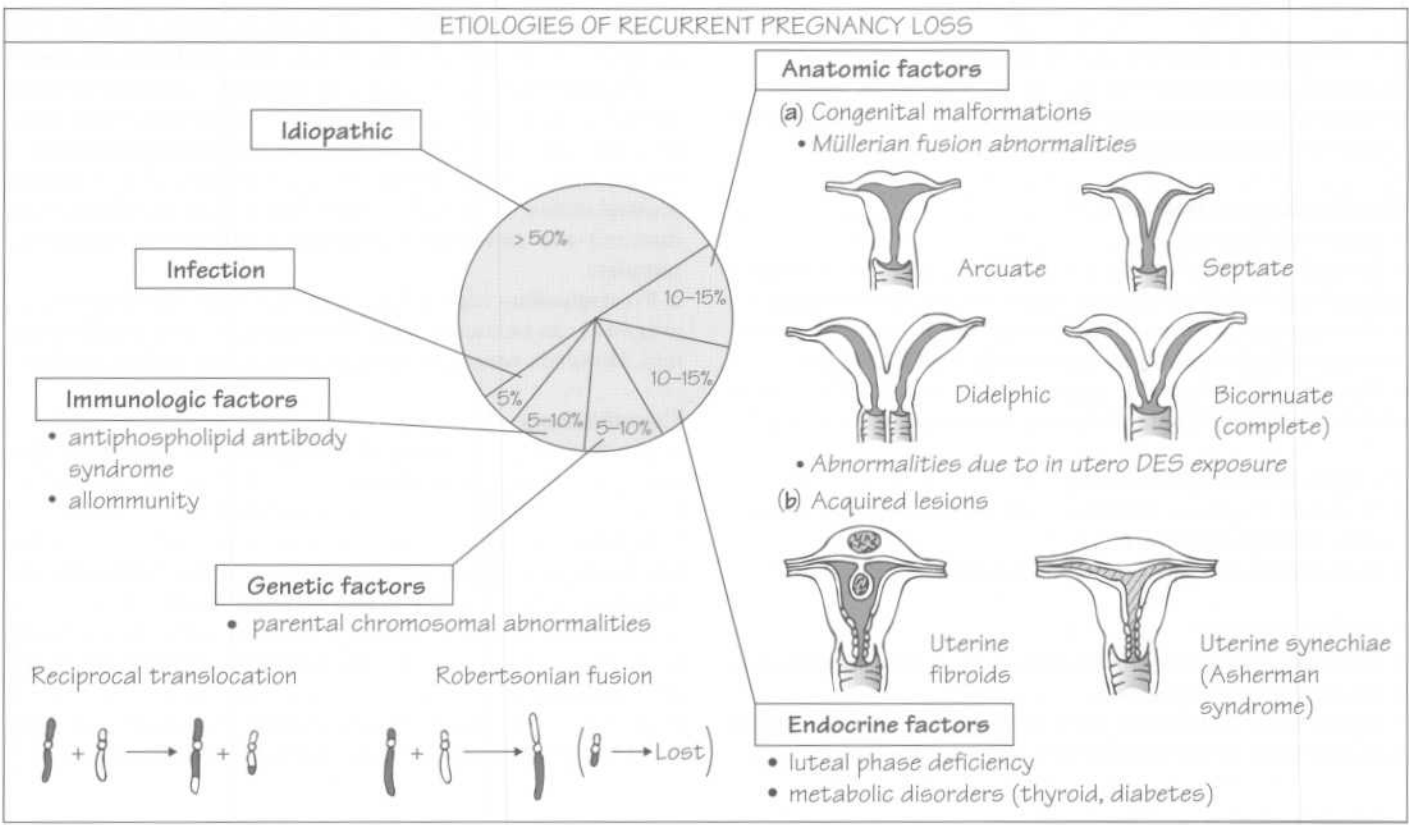 ETIOLOGIES OF RECURRENT PREGNANCY LOSS
Idiopathic
> 50%
Infection
5%
Immunologic factors
• antiphospholipid antibody
syndrome
• allommunity
5–10%
Genetic factors
5–10%
• parental chromosomal abnormalities
Reciprocal translocation
+
+
Robertsonian fusion
+
( Lost)
Anatomic factors
10–15%
(a) Congenital malformations
• Müllerian fusion abnormalities
Arcuate
Septate
Didelphic
Bicornuate
(complete)
• Abnormalities due to in utero DES exposure
(b) Acquired lesions
Uterine
fibroids
Uterine synechiae
(Asherman
syndrome)
Endocrine factors
10–15%
• luteal phase deficiency
• metabolic disorders (thyroid, diabetes)